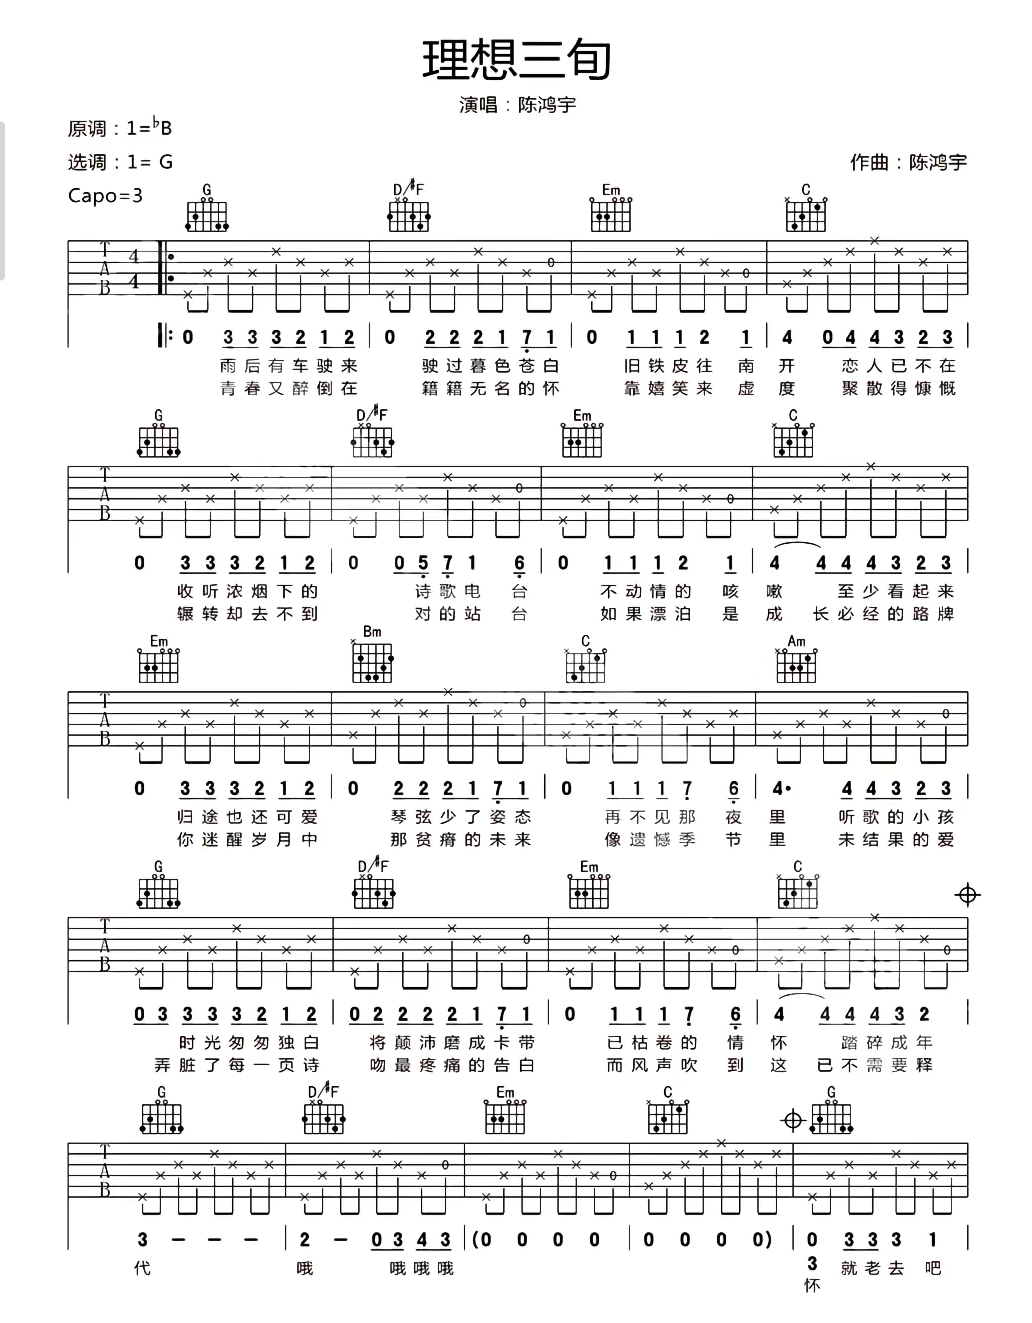 理想三旬
演唱：陈鸿宇
原调：1=♭B
选调：1= G
作曲：陈鸿宇
Capo=3
G D/#F Em C
T A B 4 4
0 3 3 3 2 1 2 | 0 2 2 2 1 7 1 | 0 1 1 1 2 1 | 4 0 4 4 3 2 3
雨后有车驶来 驶过暮色苍白 旧铁皮往南开 恋人已不在
青春又醉倒在 籍籍无名的怀 靠嬉笑来虚度 聚散得慷慨
G D/#F Em C
T A B
0 3 3 3 2 1 2 | 0 0 5 7 1 6 | 0 1 1 1 2 1 | 4 4 4 4 3 2 3
收听浓烟下的 诗歌电台 不动情的咳嗽 至少看起来
辗转却去不到 对的站台 如果漂泊是成长必经的路牌
Em Bm C Am
T A B
0 3 3 3 2 1 2 | 0 2 2 2 1 7 1 | 0 1 1 1 7 6 | 4· 4 4 3 2 3
归途也还可爱 琴弦少了姿态 再不见那夜里 听歌的小孩
你迷醒岁月中 那贫瘠的未来 像遗憾季节里 未结果的爱
G D/#F Em C
T A B
0 3 3 3 2 1 2 | 0 2 2 2 1 7 1 | 0 1 1 1 7 6 | 4 4 4 4 3 2
时光匆匆独白 将颠沛磨成卡带 已枯卷的情怀 踏碎成年
弄脏了每一页诗 吻最疼痛的告白 而风声吹到这 已不需要释
G D/#F Em C G
T A B
3 - - - | 2 - 0 3 4 3 | (0 0 0 0 | 0 0 0 0) | 0 3 3 3 1
代 哦 哦哦哦 就老去吧
3
怀